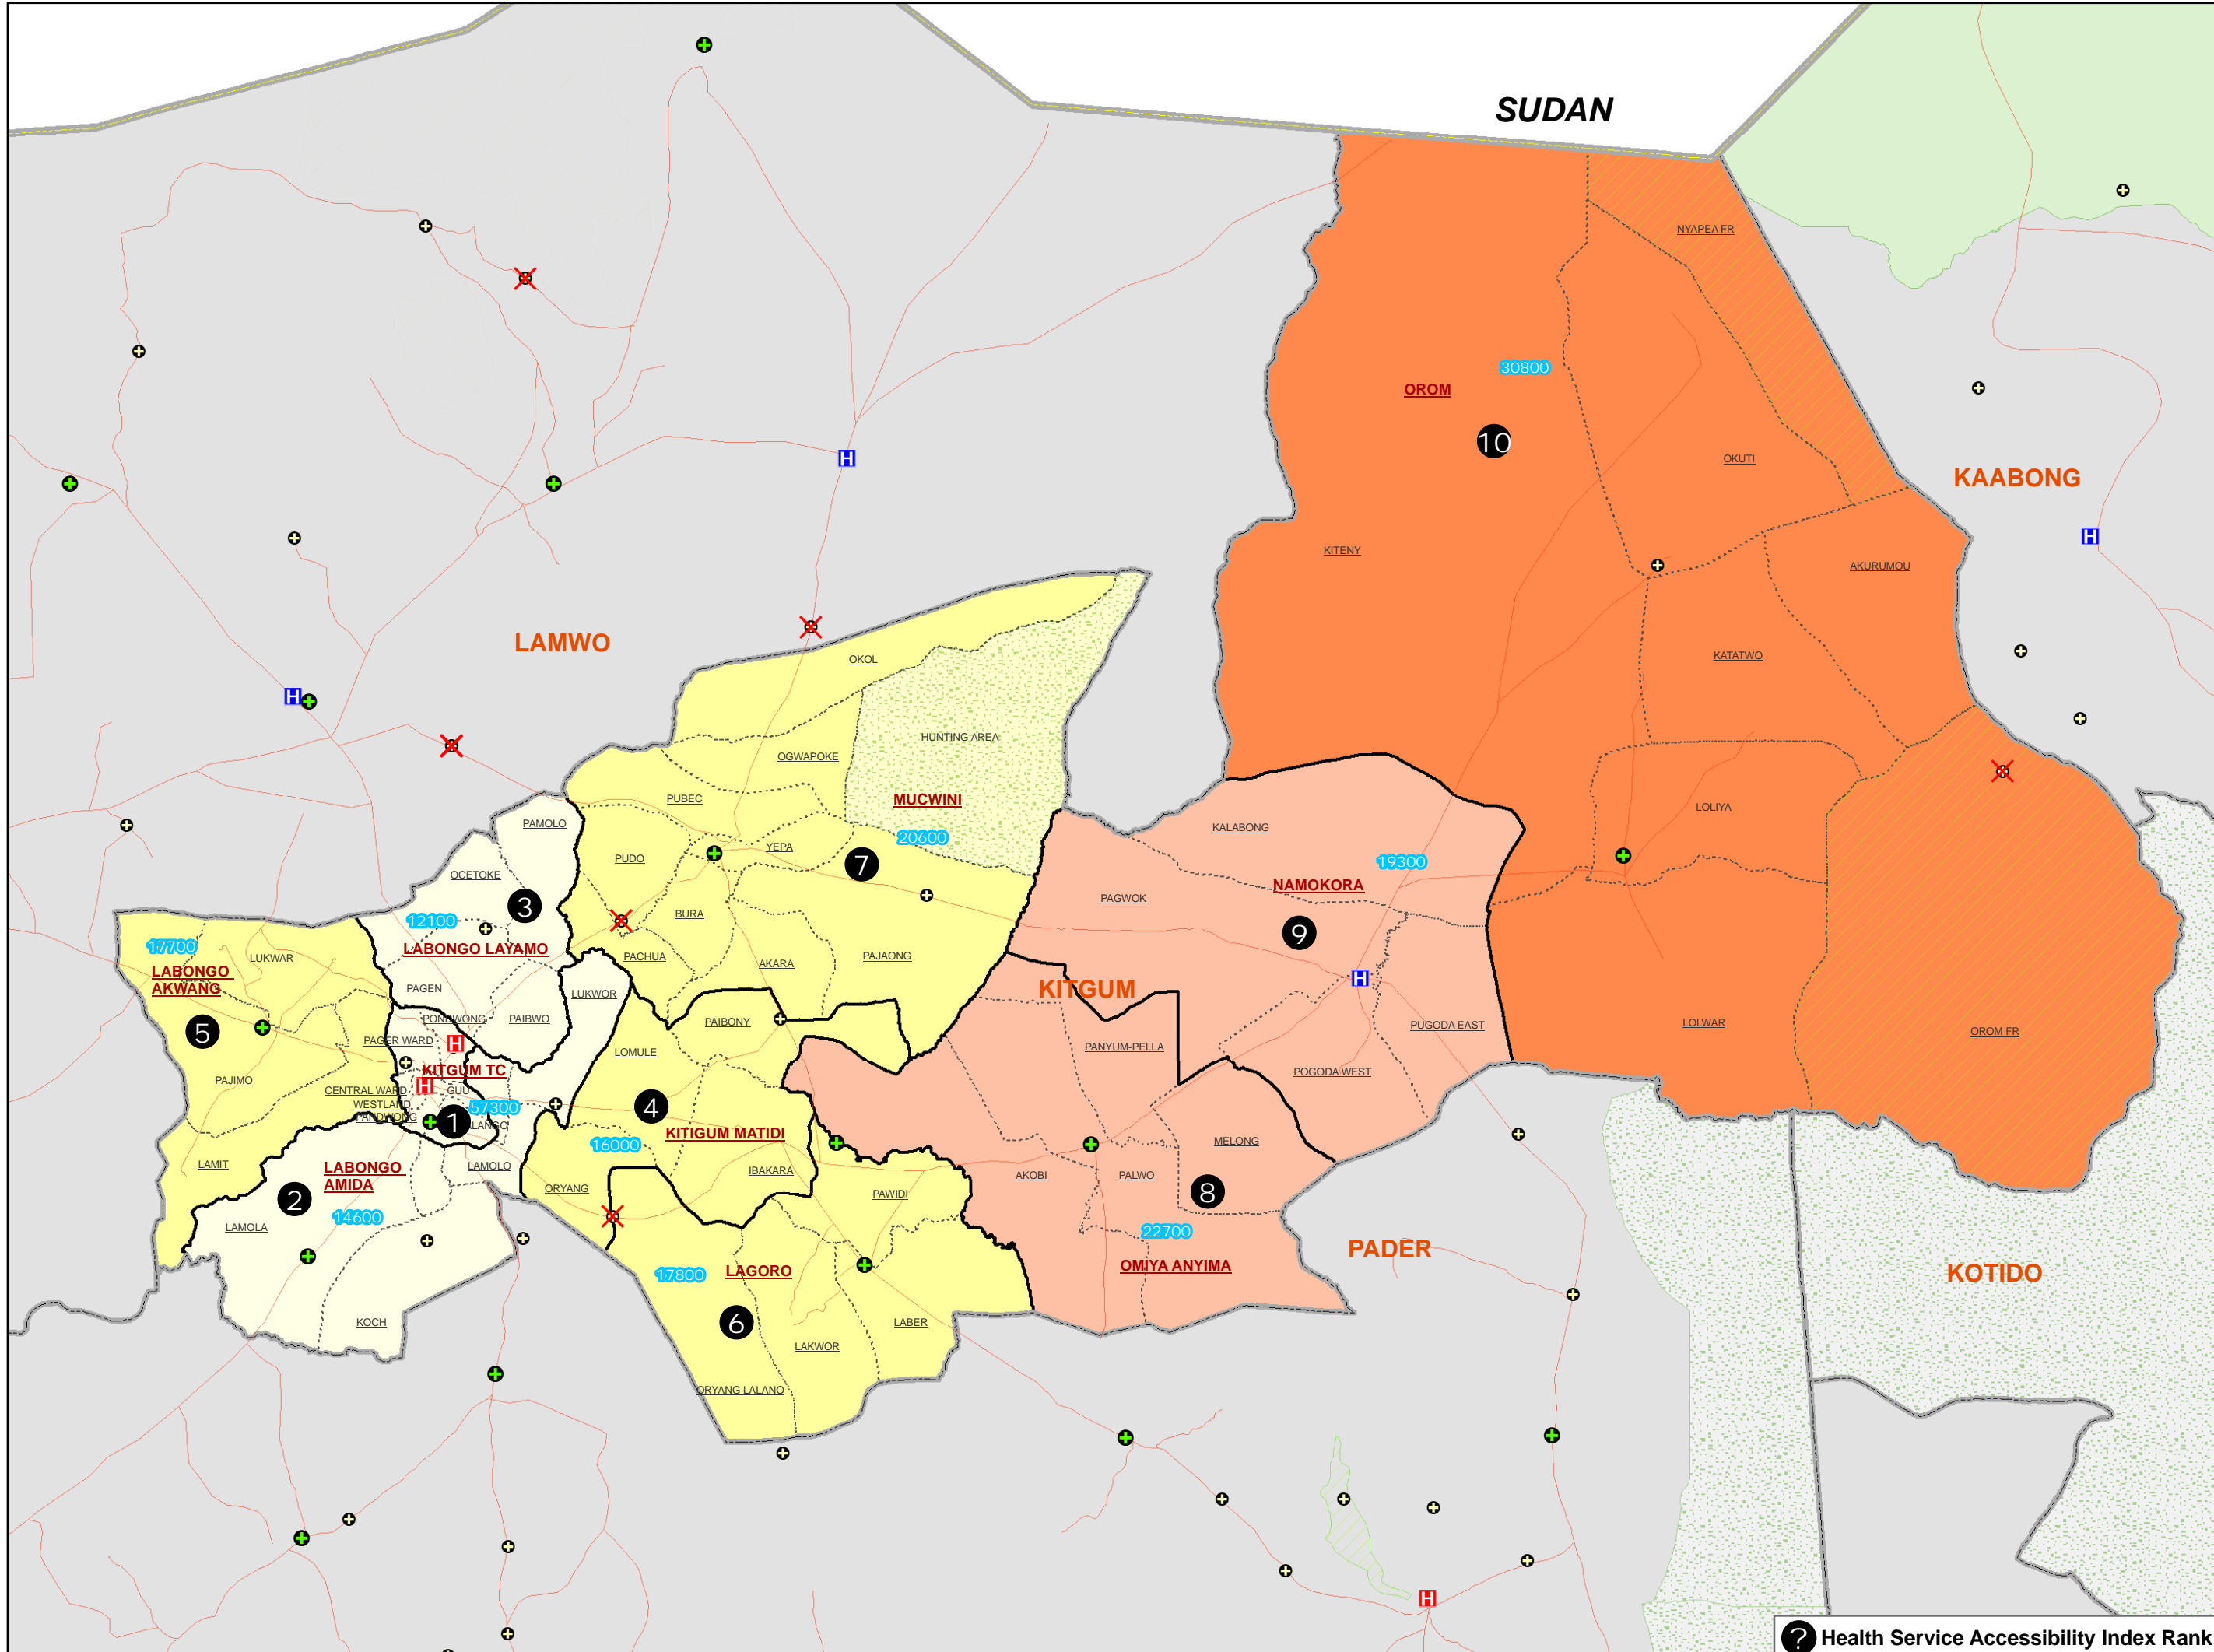 SUDAN
NYAPEA FR
30800
OROM
10
OKUTI
KAABONG
KITENY
AKURUMOU
LAMWO
OKOL
KATATWO
HUNTING AREA
OGWAPOKE
PUBEC
MUCWINI
LOLIYA
PAMOLO
KALABONG
20600
YEPA
PUDO
7
19300
OCETOKE
NAMOKORA
3
PAGWOK
12100
BURA
9
17700
LABONGO LAYAMO
LUKWAR
PACHUA
AKARA
PAJAONG
LABONGO
AKWANG
PAGEN
LUKWOR
KITGUM
PONDWONG
PAIBWO
PAIBONY
LOLWAR
PUGODA EAST
OROM FR
5
PAGER WARD
LOMULE
PANYUM-PELLA
KITGUM TC
POGODA WEST
PAJIMO
CENTRAL WARD
GUU
WESTLAND
57300
4
PANDWONG
1
ALANGO
KITIGUM MATIDI
16000
MELONG
LAMIT
LABONGO
AMIDA
LAMOLO
IBAKARA
AKOBI
PALWO
ORYANG
PAWIDI
8
2
14600
LAMOLA
22700
PADER
OMIYA ANYIMA
17800
LAGORO
KOTIDO
6
KOCH
LABER
LAKWOR
ORYANG LALANO
? Health Service Accessibility Index Rank